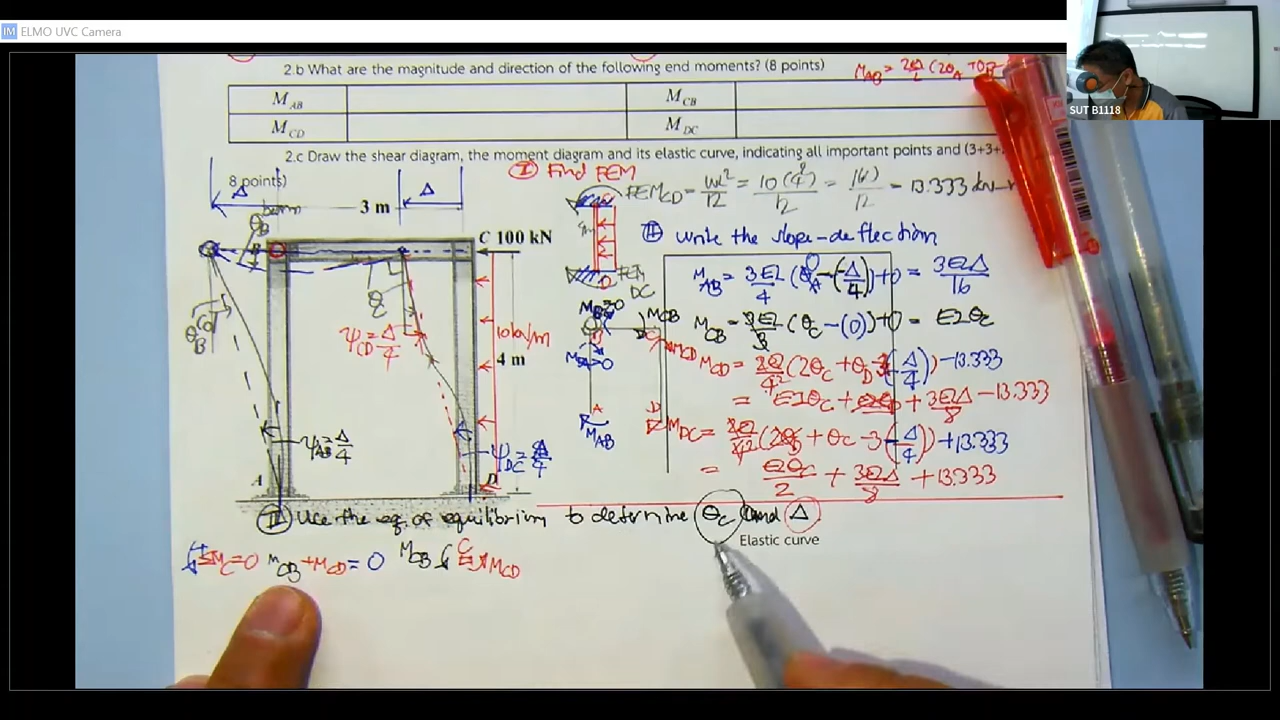 ELMO UVC Camera
SUT B1118
2.b What are the magnitude and direction of the following end moments? (8 points)
M_AB M_CB
M_CD M_DC
2.c Draw the shear diagram, the moment diagram and its elastic curve, indicating all important points and (3+3+
8 points)
I Find FEM
FEM_CD = wL²/12 = 10(4²)/12 = 160/12 = 13.333
II Write the slope-deflection
Δ 3 m Δ
B C 100 kN
10 kN/m
4 m
ψ_CD = Δ/4
ψ_AB = Δ/4
ψ_DC = Δ/4
A D
FEM DC
M_AB
M_CB
M_CD
M_AB = 3EI/4 (θ_A - (Δ/4)) + 0 = 3EIΔ/16
M_CB = 3EI/3 (θ_C - (0)) + 0 = EIθ_C
M_CD = 2EI/4 (2θ_C + θ_D - 3(-Δ/4)) - 13.333
= EIθ_C + 3EIΔ/8 - 13.333
M_DC = 2EI/4 (2θ_D + θ_C - 3(-Δ/4)) + 13.333
= EIθ_C/2 + 3EIΔ/8 + 13.333
III Use the eq. of equilibrium to determine θ_C and Δ
Elastic curve
ΣM_C = 0 M_CB + M_CD = 0 M_CB C M_CD